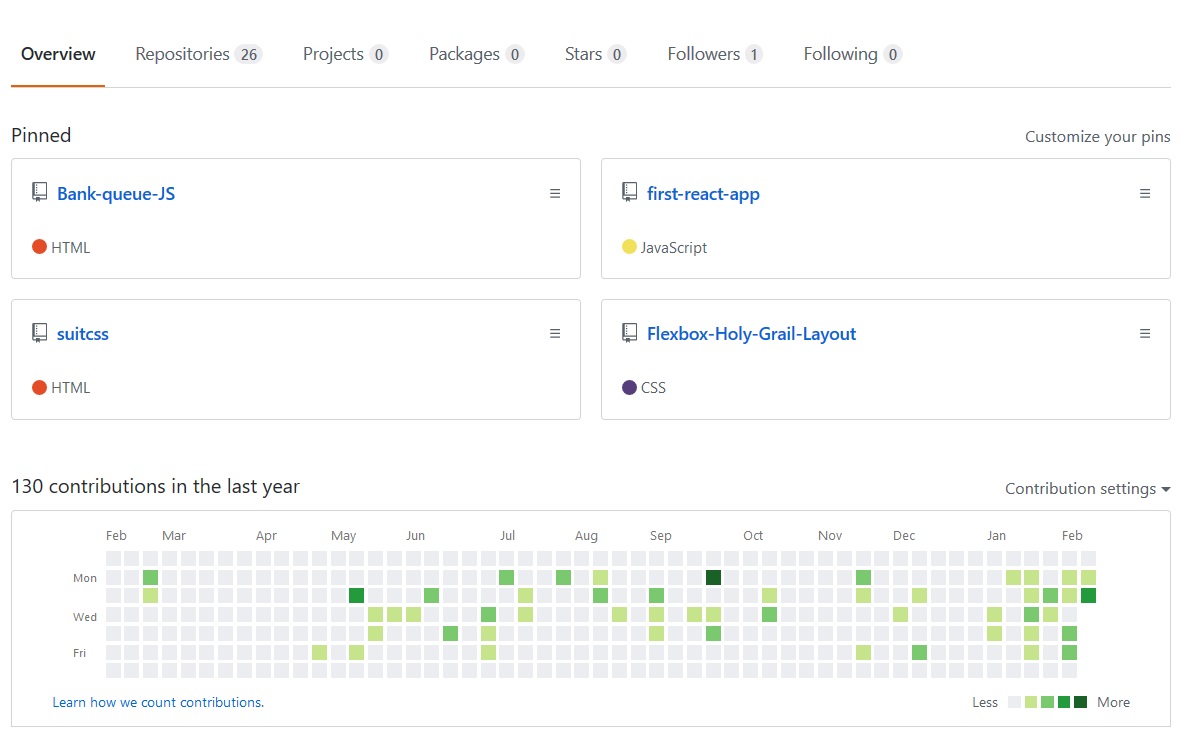 Overview Repositories 26 Projects 0 Packages 0 Stars 0 Followers 1 Following 0
Pinned Customize your pins
Bank-queue-JS
HTML
first-react-app
JavaScript
suitcss
HTML
Flexbox-Holy-Grail-Layout
CSS
130 contributions in the last year Contribution settings
Feb Mar Apr May Jun Jul Aug Sep Oct Nov Dec Jan Feb
Mon
Wed
Fri
Learn how we count contributions. Less More